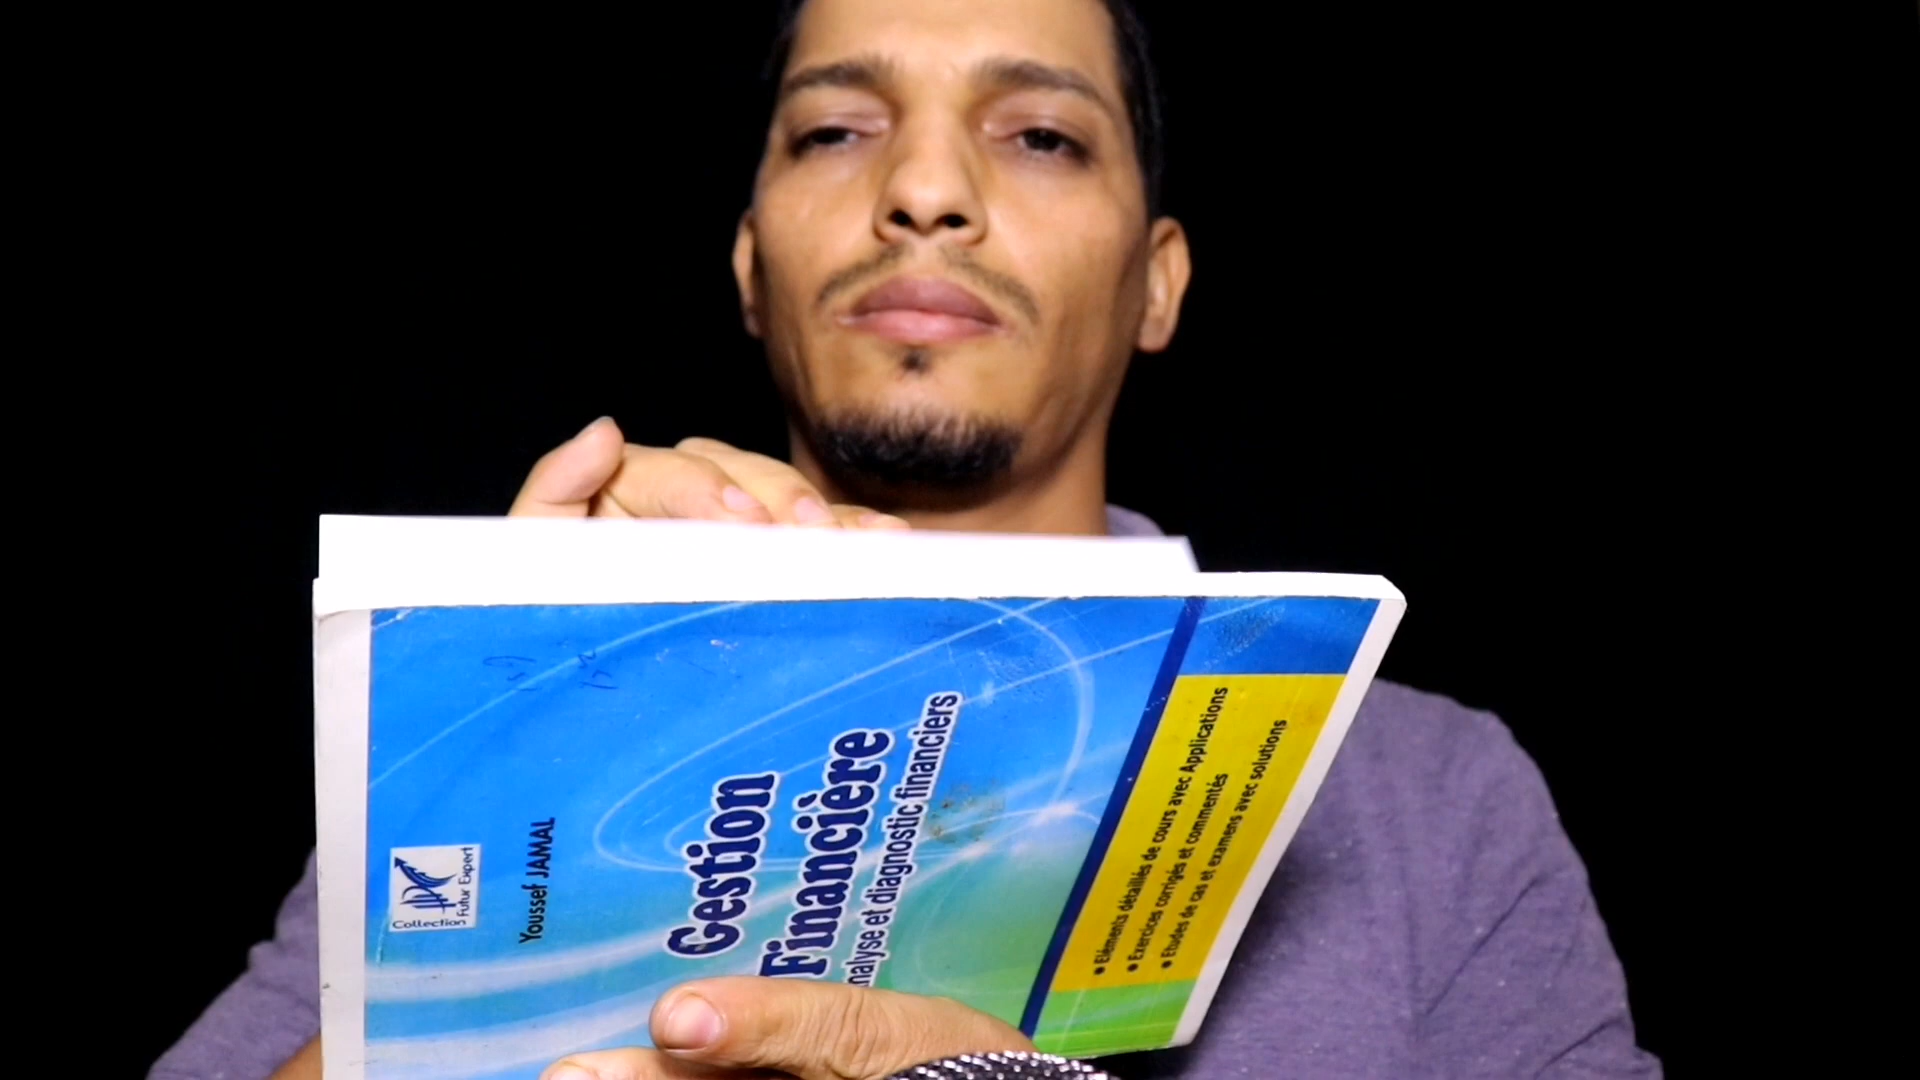 Collection
Futur Expert
Youssef JAMAL
Gestion
Financière
nalyse et diagnostic financiers
• Eléments détaillés de cours avec Applications
• Exercices corrigés et commentés
• Etudes de cas et examens avec solutions